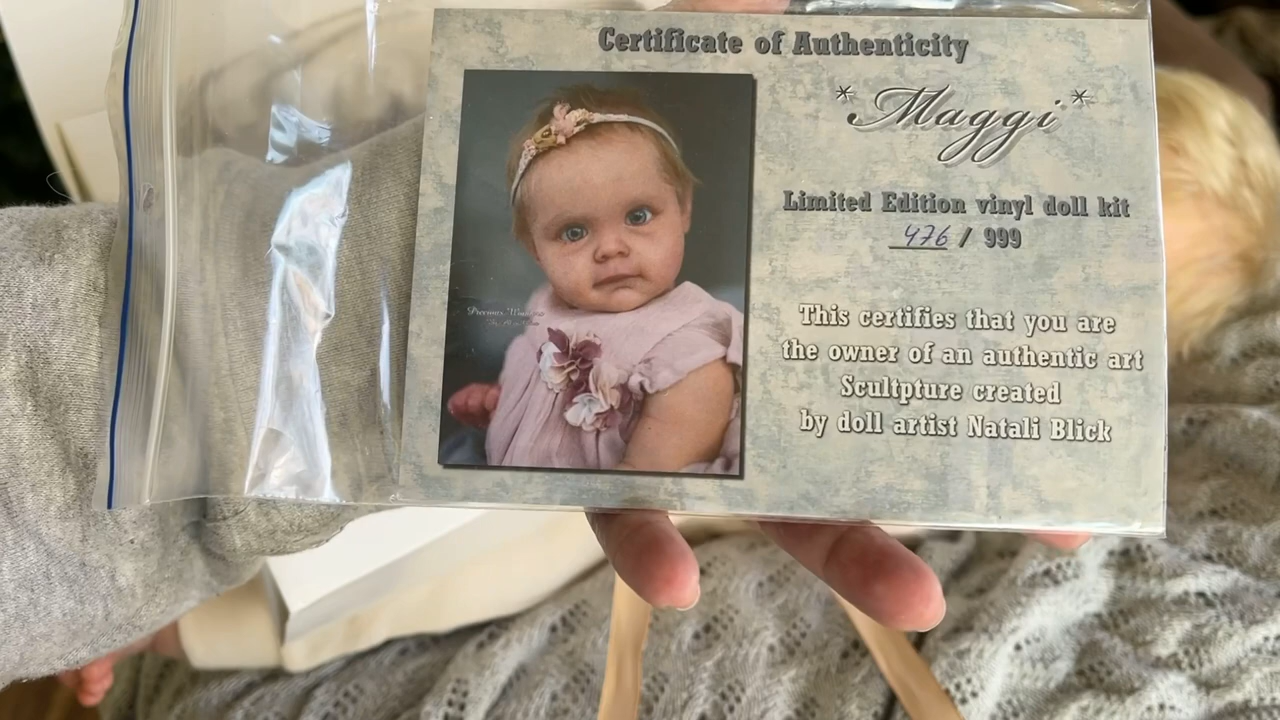 Certificate of Authenticity
*Maggi*
Limited Edition vinyl doll kit
476 / 999
This certifies that you are
the owner of an authentic art
Scultpture created
by doll artist Natali Blick
Precious